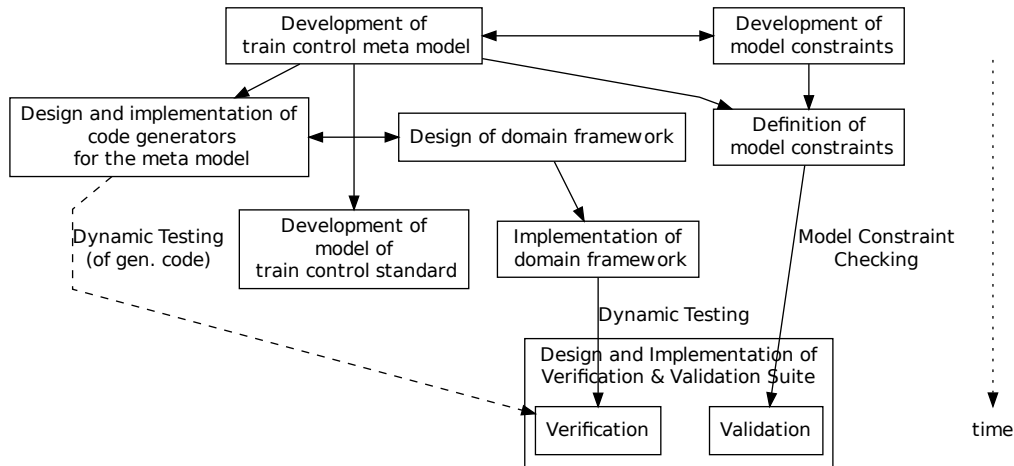 Development of
train control meta model
Development of
model constraints
Design and implementation of
code generators
for the meta model
Design of domain framework
Definition of
model constraints
Development of
model of
train control standard
Implementation of
domain framework
Dynamic Testing
(of gen. code)
Model Constraint
Checking
Dynamic Testing
Design and Implementation of
Verification & Validation Suite
Verification
Validation
time